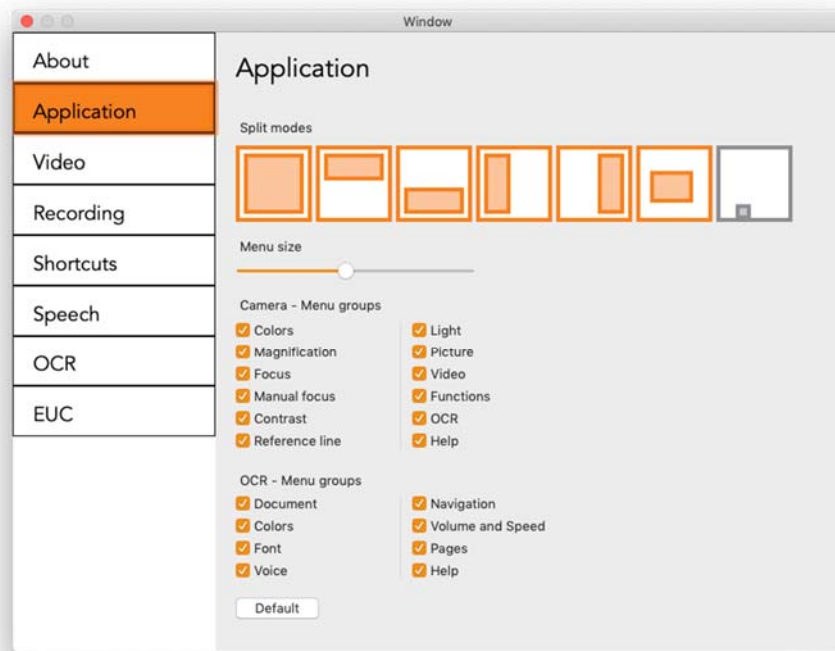 Window
About
Application
Video
Recording
Shortcuts
Speech
OCR
EUC
Application
Split modes
Menu size
Camera - Menu groups
Colors
Magnification
Focus
Manual focus
Contrast
Reference line
Light
Picture
Video
Functions
OCR
Help
OCR - Menu groups
Document
Colors
Font
Voice
Navigation
Volume and Speed
Pages
Help
Default